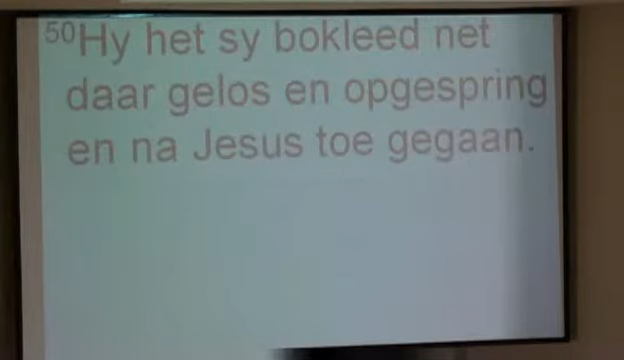 50Hy het sy bokleed net
daar gelos en opgespring
en na Jesus toe gegaan.